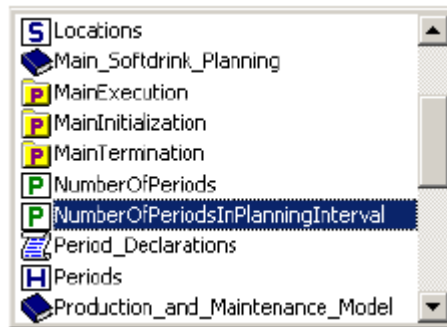 S Locations
Main_Softdrink_Planning
P MainExecution
P MainInitialization
P MainTermination
P NumberOfPeriods
P NumberOfPeriodsInPlanningInterval
Period_Declarations
H Periods
Production_and_Maintenance_Model